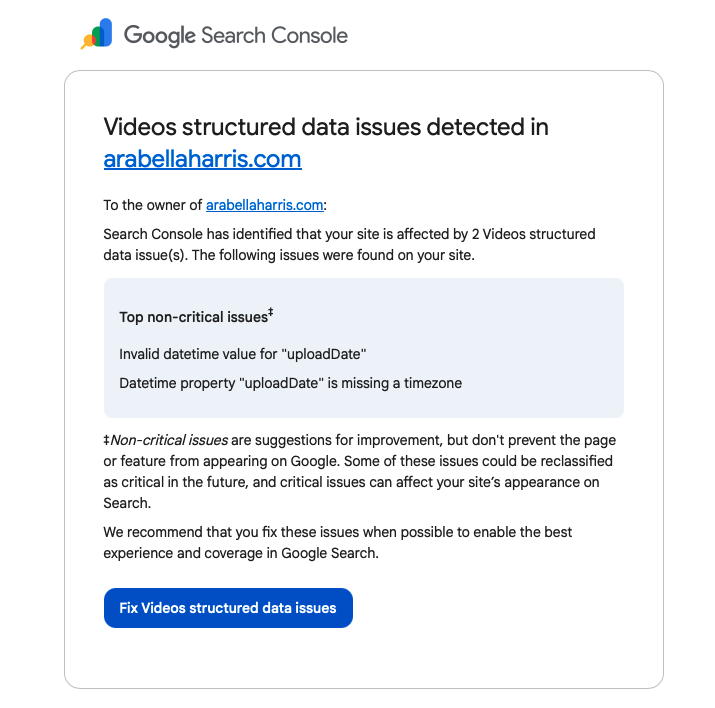 Google Search Console
Videos structured data issues detected in
arabellaharris.com
To the owner of arabellaharris.com:
Search Console has identified that your site is affected by 2 Videos structured
data issue(s). The following issues were found on your site.
Top non-critical issues‡
Invalid datetime value for "uploadDate"
Datetime property "uploadDate" is missing a timezone
‡Non-critical issues are suggestions for improvement, but don't prevent the page
or feature from appearing on Google. Some of these issues could be reclassified
as critical in the future, and critical issues can affect your site’s appearance on
Search.
We recommend that you fix these issues when possible to enable the best
experience and coverage in Google Search.
Fix Videos structured data issues